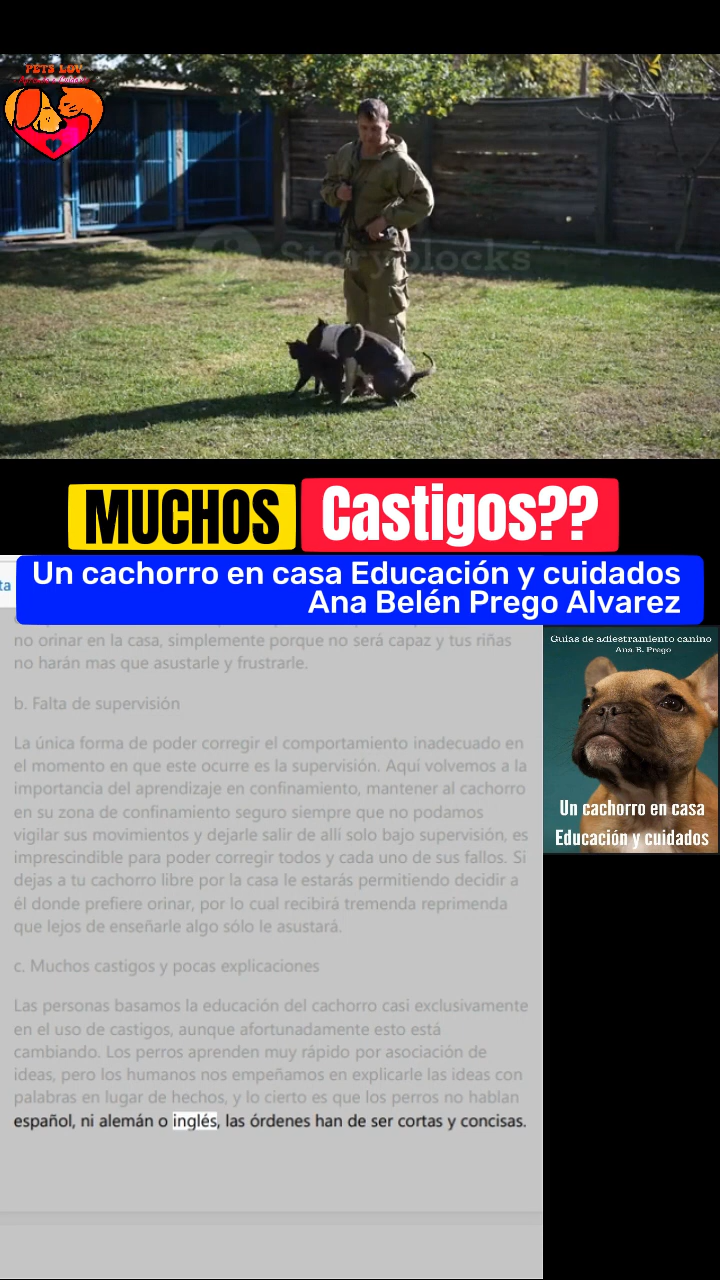 PETS LOV
Storyblocks
MUCHOS Castigos??
Un cachorro en casa Educación y cuidados
Ana Belén Prego Alvarez
ta
no orinar en la casa, simplemente porque no será capaz y tus riñas
no harán mas que asustarle y frustrarle.
b. Falta de supervisión
La única forma de poder corregir el comportamiento inadecuado en
el momento en que este ocurre es la supervisión. Aquí volvemos a la
importancia del aprendizaje en confinamiento, mantener al cachorro
en su zona de confinamiento seguro siempre que no podamos
vigilar sus movimientos y dejarle salir de allí solo bajo supervisión, es
imprescindible para poder corregir todos y cada uno de sus fallos. Si
dejas a tu cachorro libre por la casa le estarás permitiendo decidir a
él donde prefiere orinar, por lo cual recibirá tremenda reprimenda
que lejos de enseñarle algo sólo le asustará.
c. Muchos castigos y pocas explicaciones
Las personas basamos la educación del cachorro casi exclusivamente
en el uso de castigos, aunque afortunadamente esto está
cambiando. Los perros aprenden muy rápido por asociación de
ideas, pero los humanos nos empeñamos en explicarle las ideas con
palabras en lugar de hechos, y lo cierto es que los perros no hablan
español, ni alemán o inglés, las órdenes han de ser cortas y concisas.
Guias de adiestramiento canino
Ana B. Prego
Un cachorro en casa
Educación y cuidados